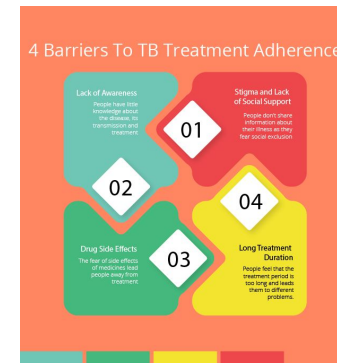 4 Barriers To TB Treatment Adherence
Lack of Awareness
People have little
knowledge about
the disease, its
transmission and
treatment
Stigma and Lack
of Social Support
People don't share
information about
their illness as they
fear social exclusion
01
02
04
03
Drug Side Effects
The fear of side effects
of medicines lead
people away from
treatment
Long Treatment
Duration
People feel that the
treatment period is
too long and leads
them to different
problems.